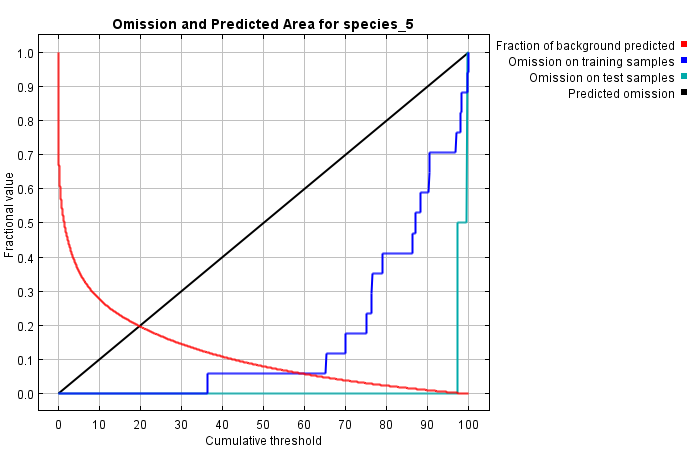 Omission and Predicted Area for species_5
Fraction of background predicted
Omission on training samples
Omission on test samples
Predicted omission
Fractional value
1.0
0.9
0.8
0.7
0.6
0.5
0.4
0.3
0.2
0.1
0.0
0 10 20 30 40 50 60 70 80 90 100
Cumulative threshold